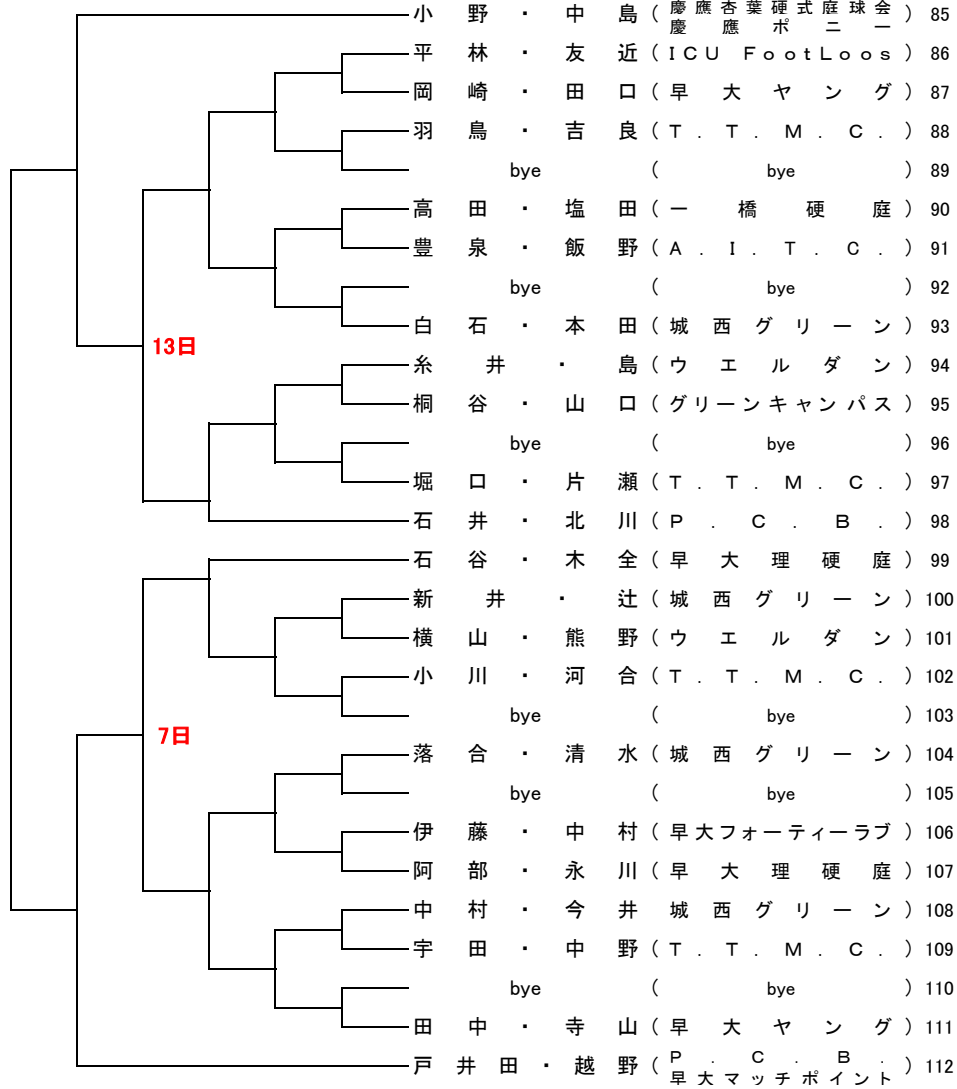 小野・中島（慶應杏葉硬式庭球会 慶應ポニー）85
平林・友近（ICU FootLoos）86
岡崎・田口（早大ヤング）87
羽鳥・吉良（T.T.M.C.）88
bye（bye）89
高田・塩田（一橋硬庭）90
豊泉・飯野（A.I.T.C.）91
bye（bye）92
白石・本田（城西グリーン）93
13日
糸井・島（ウエルダン）94
桐谷・山口（グリーンキャンパス）95
bye（bye）96
堀口・片瀬（T.T.M.C.）97
石井・北川（P.C.B.）98
石谷・木全（早大理硬庭）99
新井・辻（城西グリーン）100
横山・熊野（ウエルダン）101
小川・河合（T.T.M.C.）102
bye（bye）103
7日
落合・清水（城西グリーン）104
bye（bye）105
伊藤・中村（早大フォーティーラブ）106
阿部・永川（早大理硬庭）107
中村・今井 城西グリーン）108
宇田・中野（T.T.M.C.）109
bye（bye）110
田中・寺山（早大ヤング）111
戸井田・越野（P.C.B. 早大マッチポイント）112